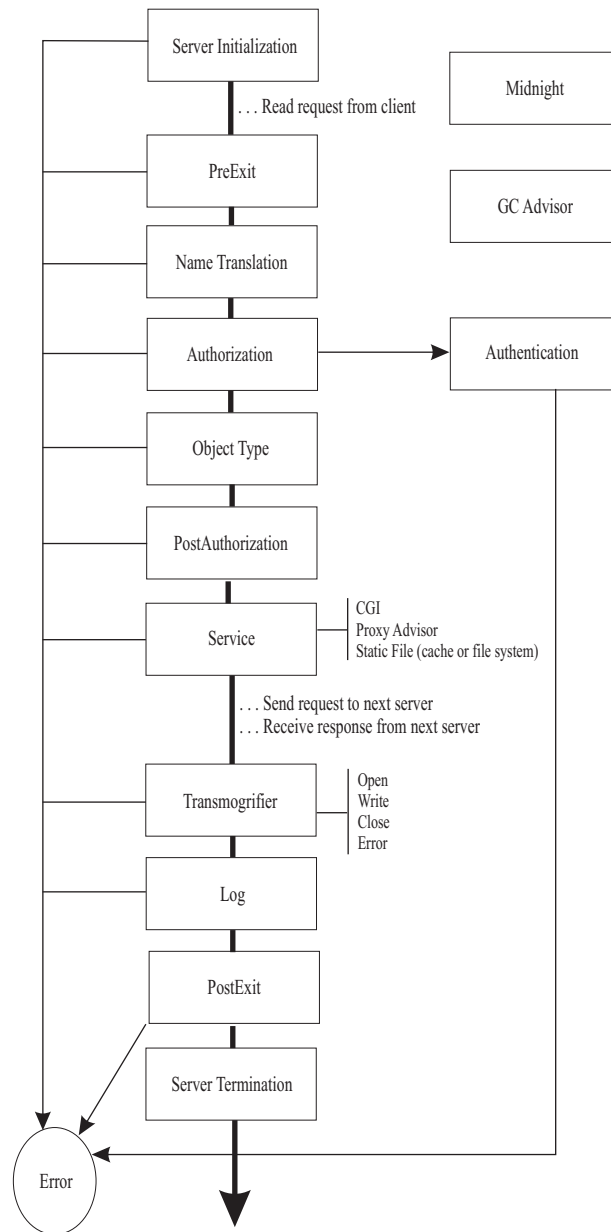 Server Initialization
Midnight
. . . Read request from client
PreExit
GC Advisor
Name Translation
Authorization
Authentication
Object Type
PostAuthorization
Service
CGI
Proxy Advisor
Static File (cache or file system)
. . . Send request to next server
. . . Receive response from next server
Transmogrifier
Open
Write
Close
Error
Log
PostExit
Server Termination
Error